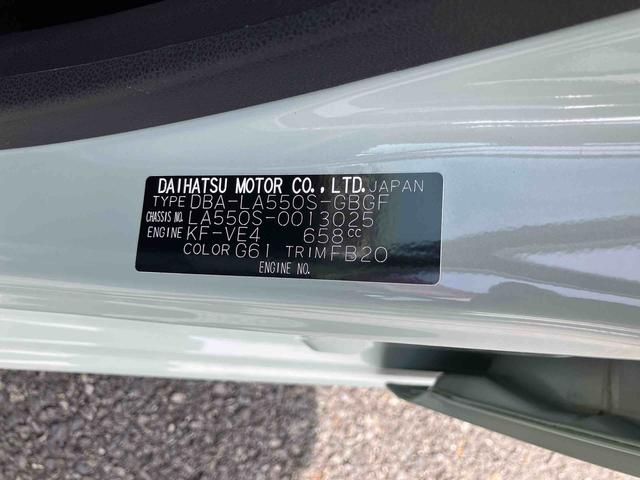 DAIHATSU MOTOR CO., LTD. JAPAN
TYPE DBA-LA550S-GBGF
CHASSIS NO. LA550S-0013025
ENGINE KF-VE4 658cc
COLOR G61 TRIM FB20
ENGINE NO.